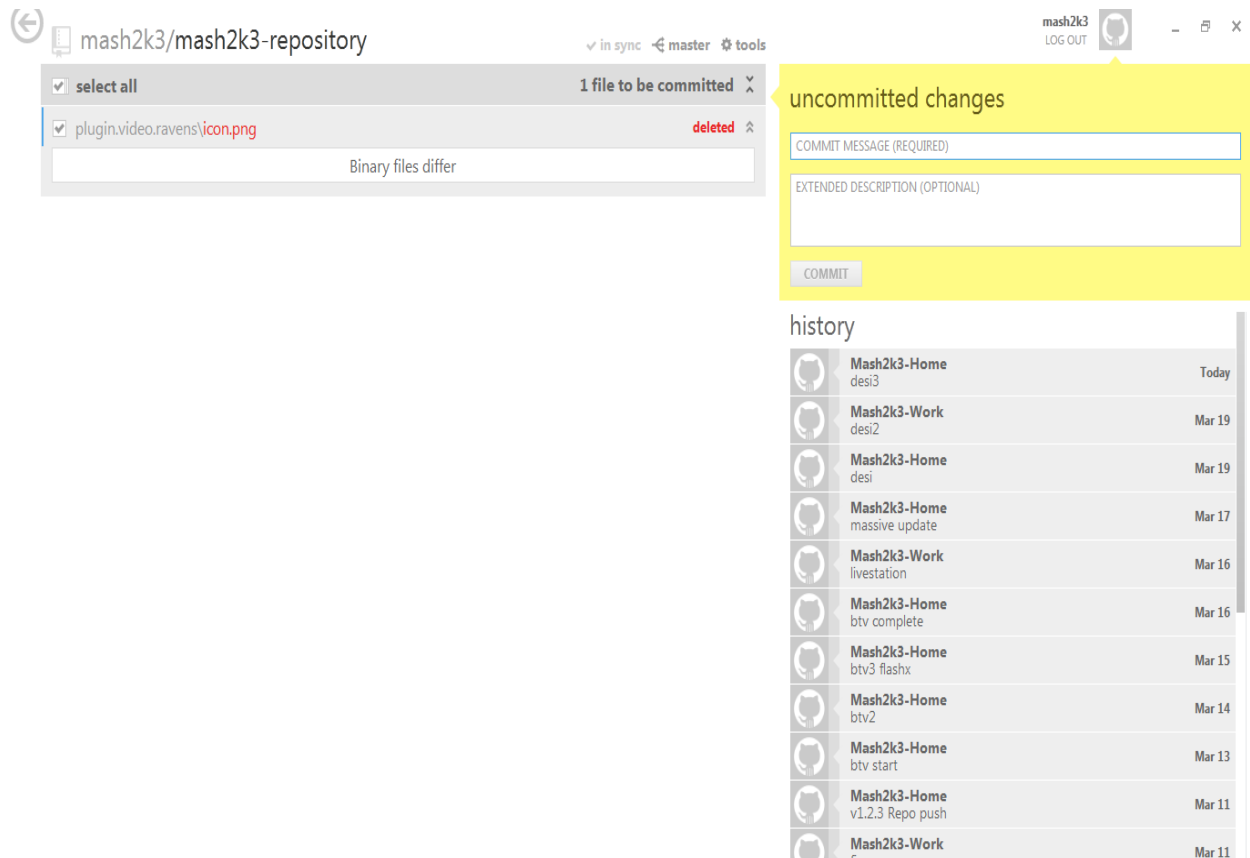 mash2k3/mash2k3-repository
in sync master tools
mash2k3
LOG OUT
select all 1 file to be committed
plugin.video.ravens\icon.png deleted
Binary files differ
uncommitted changes
COMMIT MESSAGE (REQUIRED)
EXTENDED DESCRIPTION (OPTIONAL)
COMMIT
history
Mash2k3-Home
desi3
Today
Mash2k3-Work
desi2
Mar 19
Mash2k3-Home
desi
Mar 19
Mash2k3-Home
massive update
Mar 17
Mash2k3-Work
livestation
Mar 16
Mash2k3-Home
btv complete
Mar 16
Mash2k3-Home
btv3 flashx
Mar 15
Mash2k3-Home
btv2
Mar 14
Mash2k3-Home
btv start
Mar 13
Mash2k3-Home
v1.2.3 Repo push
Mar 11
Mash2k3-Work
Mar 11